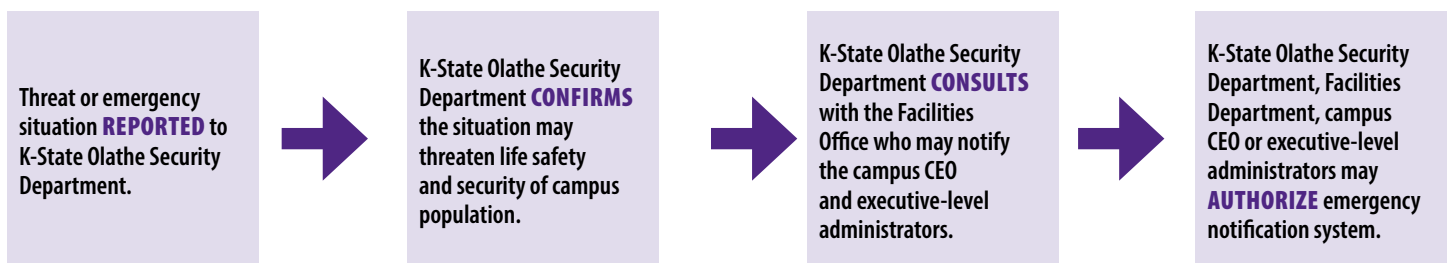 Threat or emergency
situation REPORTED to
K-State Olathe Security
Department.
K-State Olathe Security
Department CONFIRMS
the situation may
threaten life safety
and security of campus
population.
K-State Olathe Security
Department CONSULTS
with the Facilities
Office who may notify
the campus CEO
and executive-level
administrators.
K-State Olathe Security
Department, Facilities
Department, campus
CEO or executive-level
administrators may
AUTHORIZE emergency
notification system.